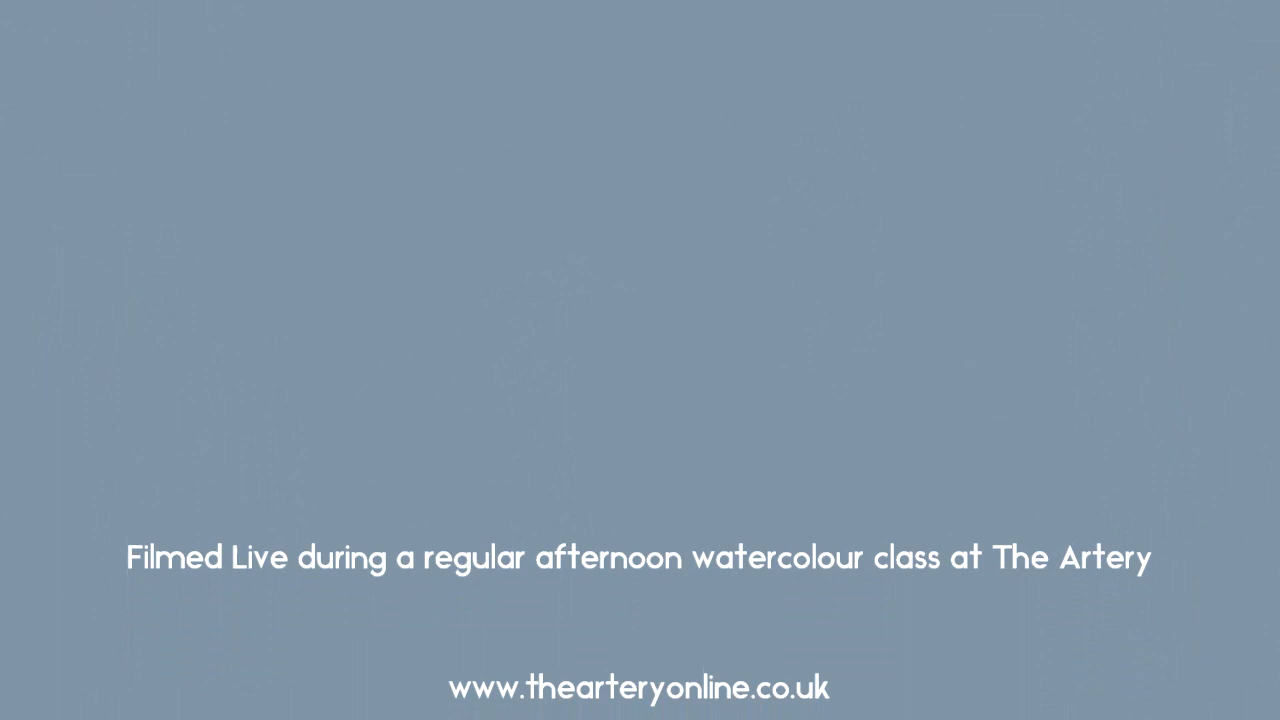 Filmed Live during a regular afternoon watercolour class at The Artery
www.thearteryonline.co.uk